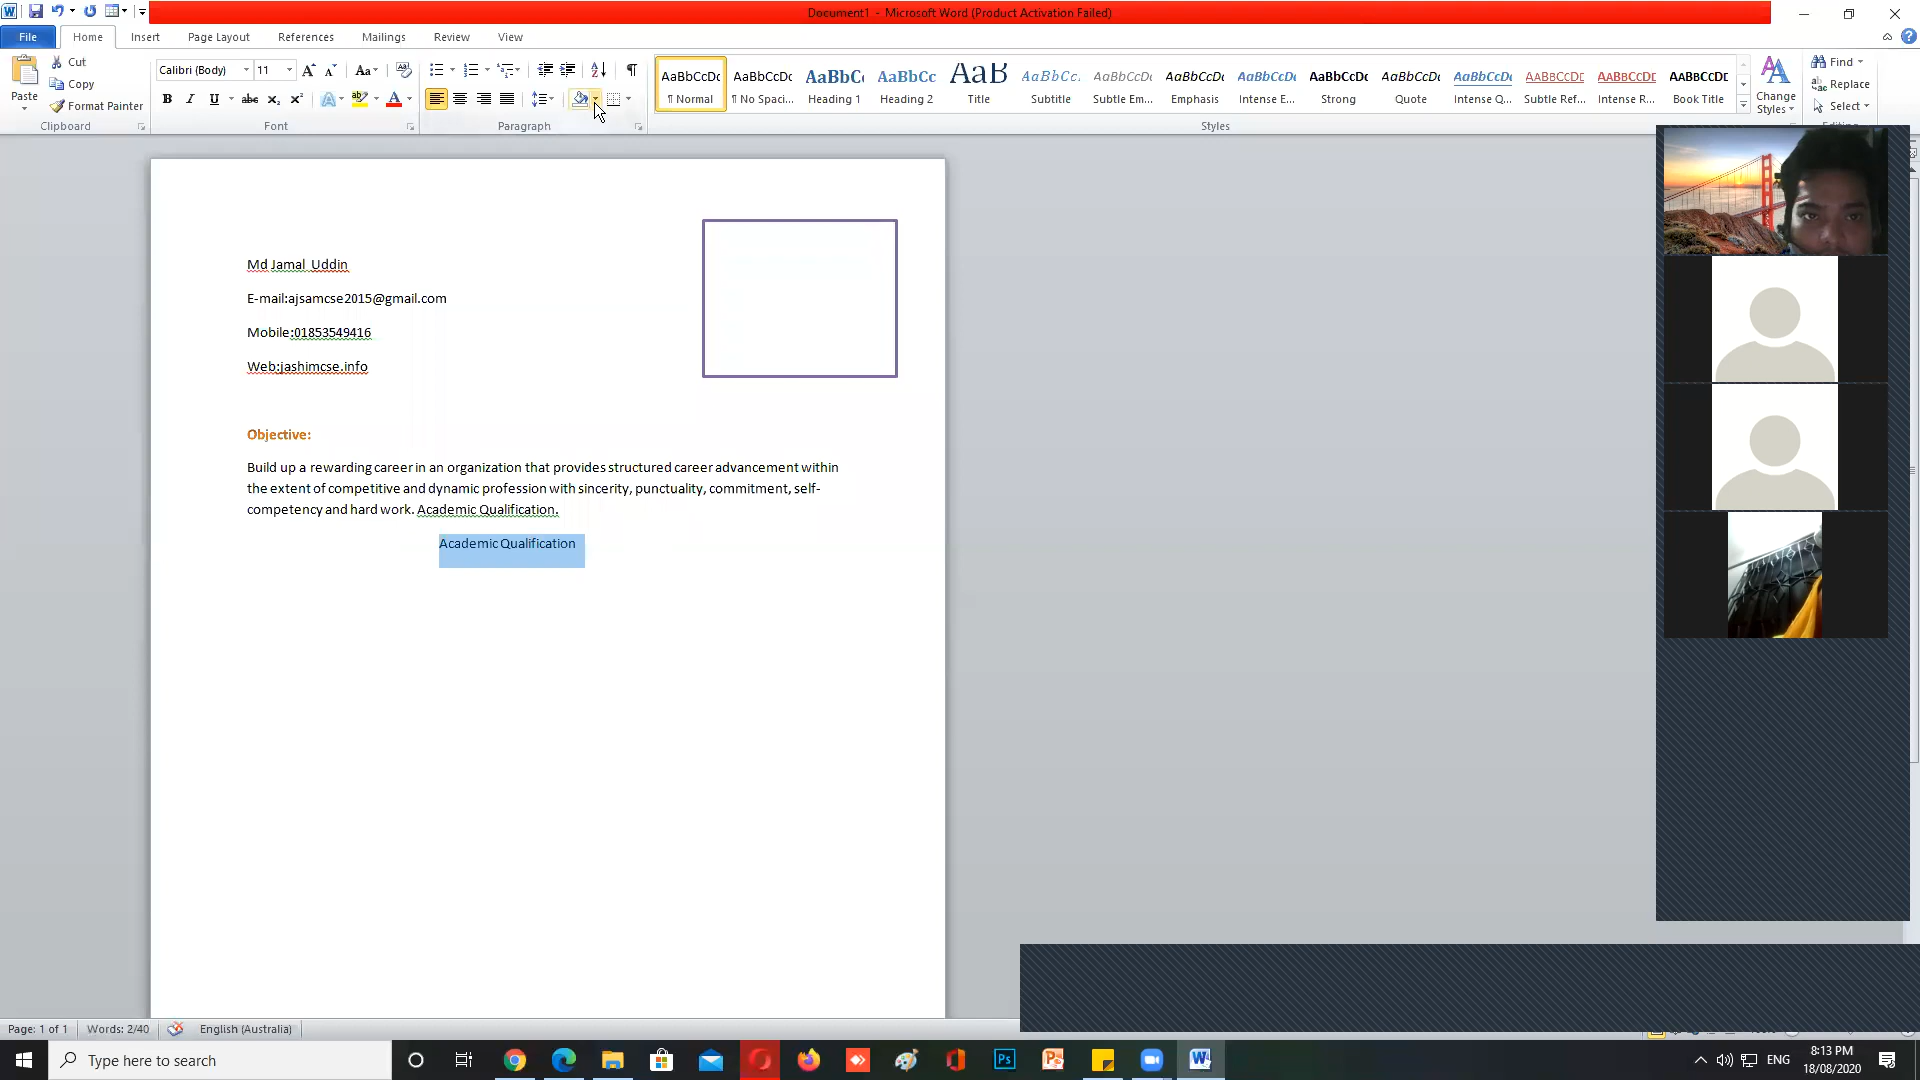 Document1 - Microsoft Word (Product Activation Failed)
File Home Insert Page Layout References Mailings Review View
Cut
Copy
Format Painter
Paste
Clipboard
Calibri (Body) 11
Font
Paragraph
AaBbCcDc AaBbCcDc AaBbC AaBbCc AaB AaBbCc. AaBbCcDc AaBbCcDc AaBbCcDc AaBbCcDc AaBbCcDc AaBbCcDc AABBCCDE AABBCCDE AABBCCDE
¶ Normal ¶ No Spaci... Heading 1 Heading 2 Title Subtitle Subtle Em... Emphasis Intense E... Strong Quote Intense Q... Subtle Ref... Intense R... Book Title
Styles
Change Styles
Find
Replace
Select
Editing
Md Jamal Uddin
E-mail:ajsamcse2015@gmail.com
Mobile:01853549416
Web:jashimcse.info
Objective:
Build up a rewarding career in an organization that provides structured career advancement within
the extent of competitive and dynamic profession with sincerity, punctuality, commitment, self-
competency and hard work. Academic Qualification.
Academic Qualification
Page: 1 of 1 Words: 2/40 English (Australia)
Type here to search
ENG
8:13 PM
18/08/2020